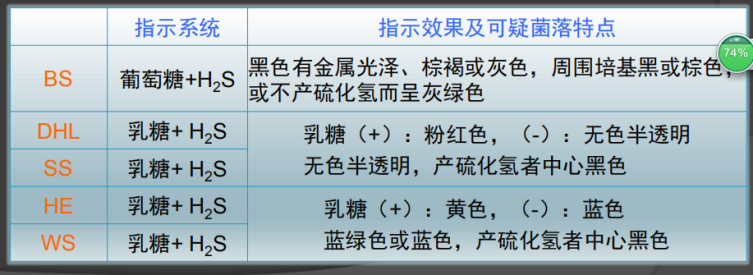 指示系统 指示效果及可疑菌落特点
BS 葡萄糖+H₂S 黑色有金属光泽、棕褐或灰色，周围培基黑或棕色，
或不产硫化氢而呈灰绿色
74%
DHL 乳糖+ H₂S 乳糖（+）：粉红色，（-）：无色半透明
SS 乳糖+ H₂S 无色半透明，产硫化氢者中心黑色
HE 乳糖+ H₂S 乳糖（+）：黄色，（-）：蓝色
WS 乳糖+ H₂S 蓝绿色或蓝色，产硫化氢者中心黑色